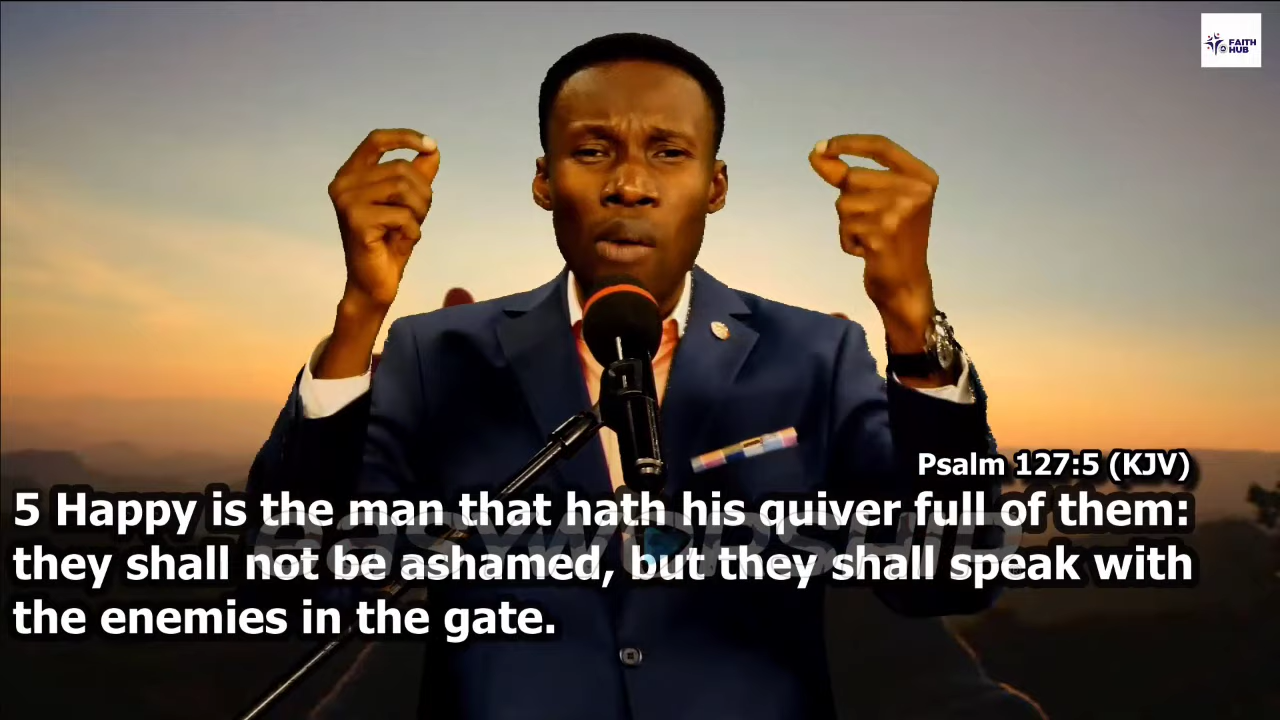 FAITH
HUB
Psalm 127:5 (KJV)
5 Happy is the man that hath his quiver full of them:
they shall not be ashamed, but they shall speak with
the enemies in the gate.
easyworship